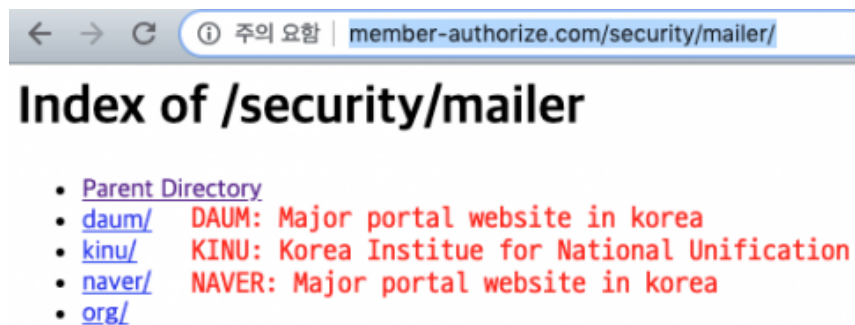 주의 요함 member-authorize.com/security/mailer/
Index of /security/mailer
Parent Directory
daum/ DAUM: Major portal website in korea
kinu/ KINU: Korea Institue for National Unification
naver/ NAVER: Major portal website in korea
org/